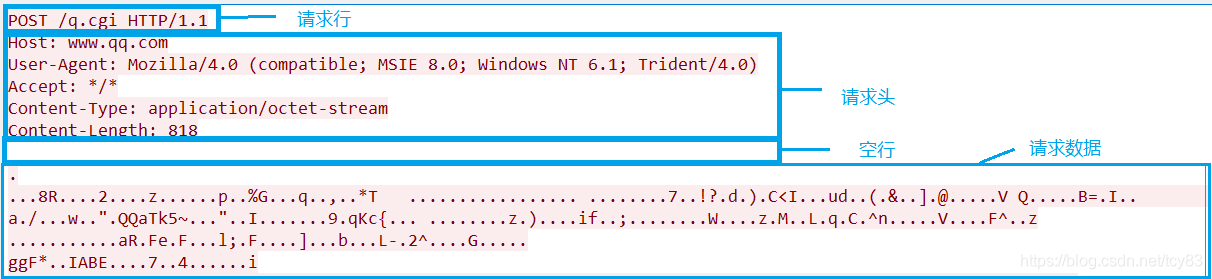 POST /q.cgi HTTP/1.1 请求行
Host: www.qq.com
User-Agent: Mozilla/4.0 (compatible; MSIE 8.0; Windows NT 6.1; Trident/4.0)
Accept: */*
请求头
Content-Type: application/octet-stream
Content-Length: 818
空行
请求数据
.
...8R....2....z......p..%G...q..,..*T ................. ........7..!?.d.).C<I...ud..(.&..].@.....V Q.....B=.I..
a./...w..".QQaTk5~..."..I.......9.qKc{... ........z.)....if..;........W....z.M..L.q.C.^n.....V....F^..z
...........aR.Fe.F...l;.F....]...b...L-.2^....G.....
ggF*..IABE....7..4......i
https://blog.csdn.net/tcy83